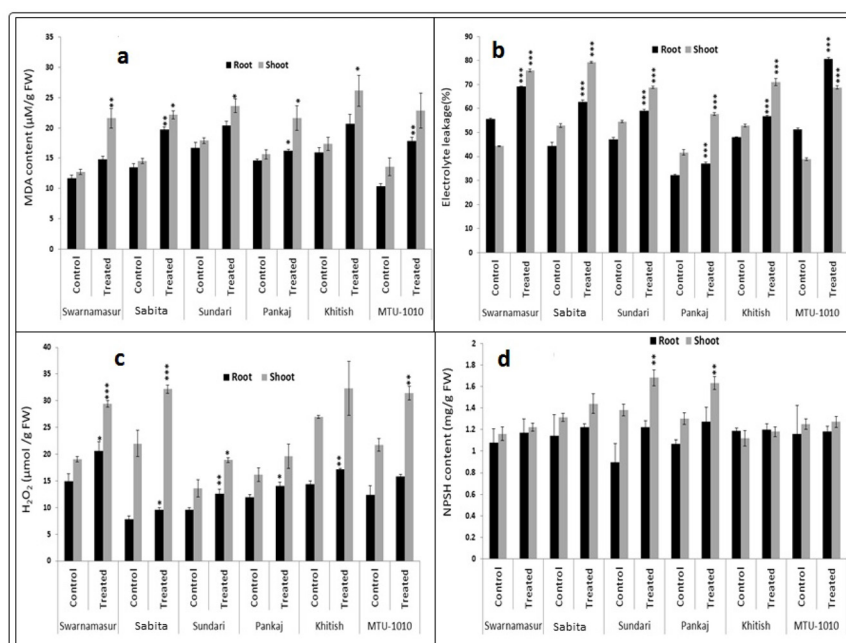 a
Root Shoot
MDA content (μM/g FW)
35
30
25
20
15
10
5
0
** ** * * * * * **
Control Treated Control Treated Control Treated Control Treated Control Treated Control Treated
Swarnamasur Sabita Sundari Pankaj Khitish MTU-1010
b
Root Shoot
Electrolyte leakage(%)
90
80
70
60
50
40
30
20
10
0
*** *** *** *** *** *** *** *** *** *** *** ***
Control Treated Control Treated Control Treated Control Treated Control Treated Control Treated
Swarnamasur Sabita Sundari Pankaj Khitish MTU-1010
c
Root Shoot
H₂O₂ (μmol /g FW)
40
35
30
25
20
15
10
5
0
* *** * *** ** * * ** **
Control Treated Control Treated Control Treated Control Treated Control Treated Control Treated
Swarnamasur Sabita Sundari Pankaj Khitish MTU-1010
d
Root Shoot
NPSH content (mg/g FW)
2
1.8
1.6
1.4
1.2
1
0.8
0.6
0.4
0.2
0
** **
Control Treated Control Treated Control Treated Control Treated Control Treated Control Treated
Swarnamasur Sabita Sundari Pankaj Khitish MTU-1010